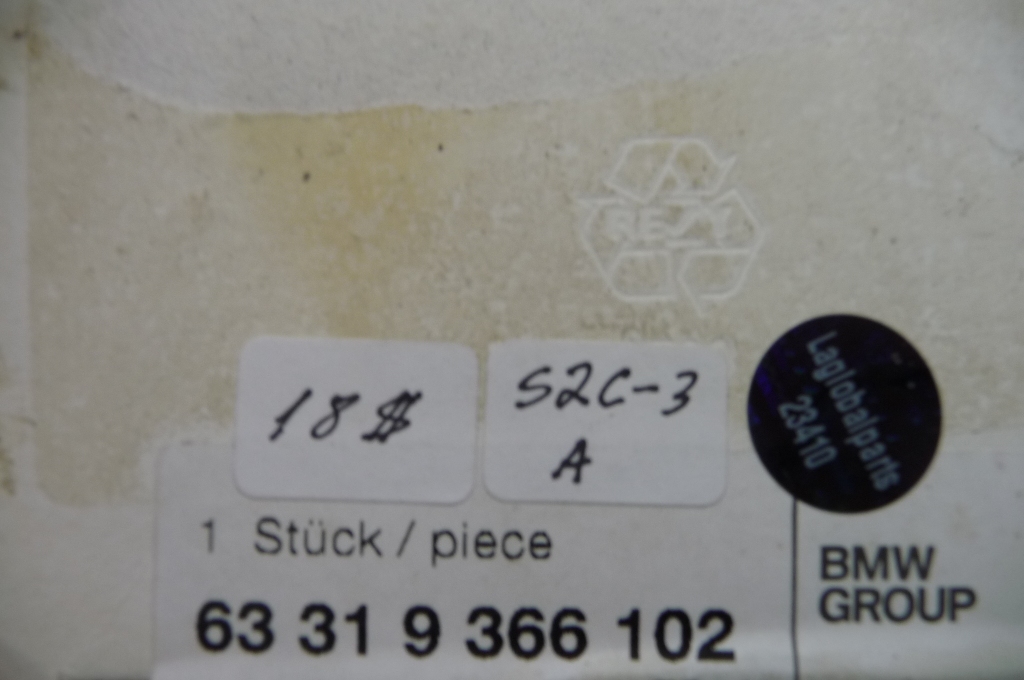 RESY
18 $
S2C-3
A
Laglobalparts
23410
1 Stück / piece
63 31 9 366 102
BMW
GROUP